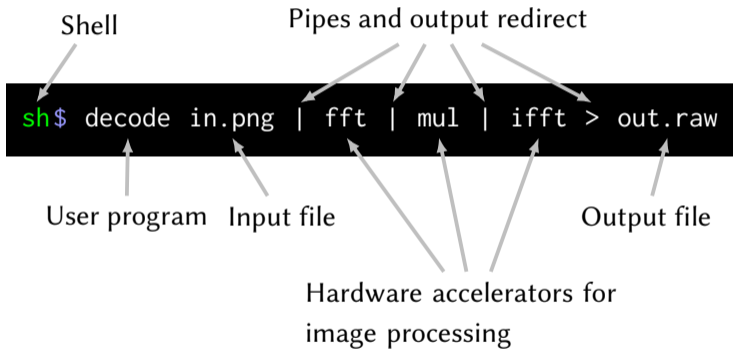 Shell
Pipes and output redirect
sh$ decode in.png | fft | mul | ifft > out.raw
User program
Input file
Output file
Hardware accelerators for
image processing